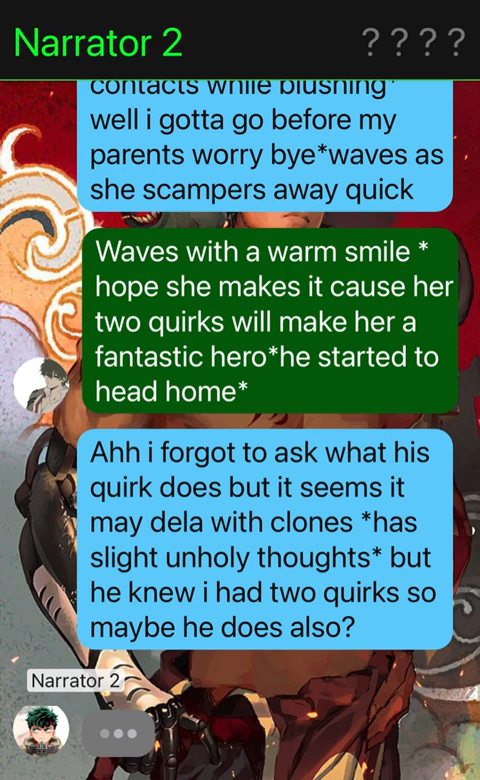 Narrator 2 ????
contacts while blushing*
well i gotta go before my
parents worry bye*waves as
she scampers away quick
Waves with a warm smile *
hope she makes it cause her
two quirks will make her a
fantastic hero*he started to
head home*
Ahh i forgot to ask what his
quirk does but it seems it
may dela with clones *has
slight unholy thoughts* but
he knew i had two quirks so
maybe he does also?
Narrator 2